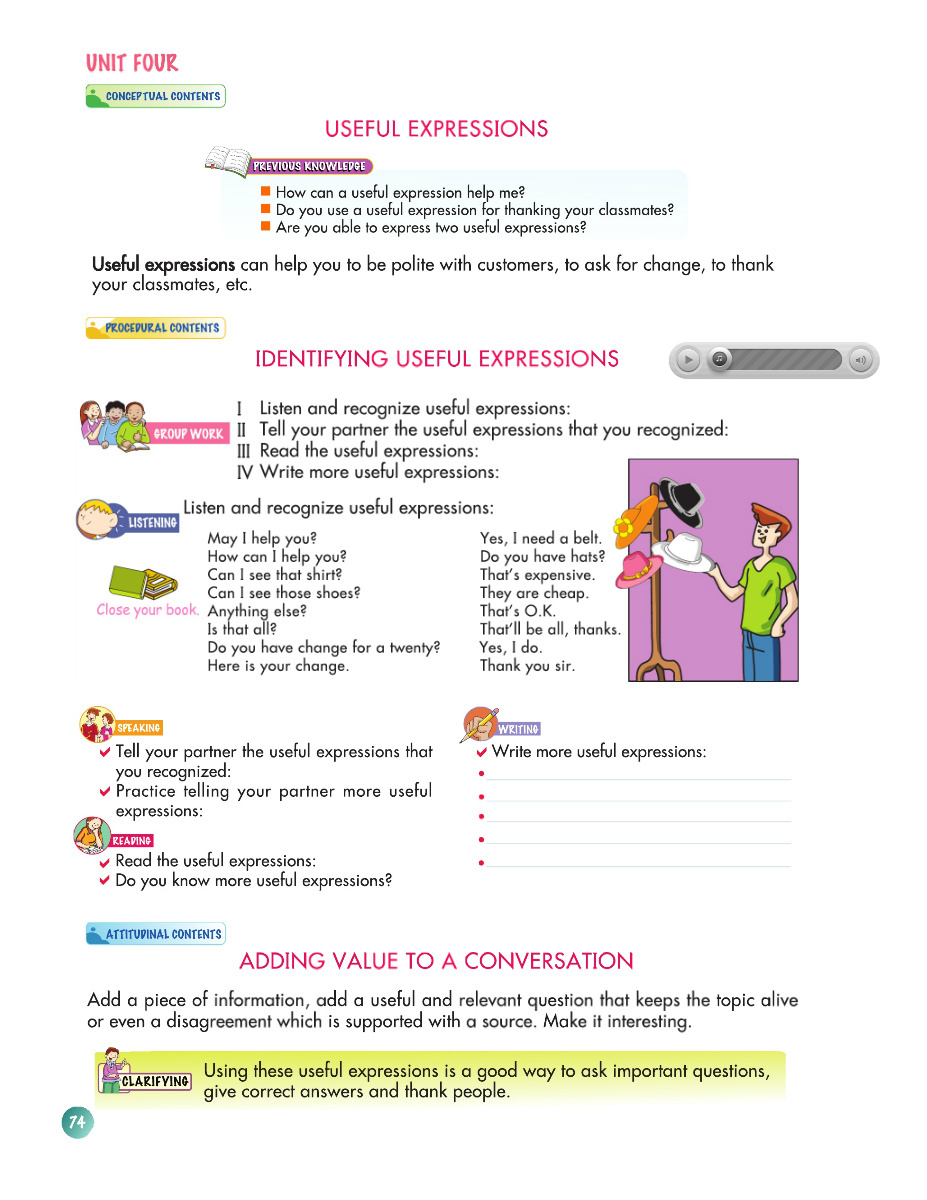 UNIT FOUR
CONCEPTUAL CONTENTS
USEFUL EXPRESSIONS
PREVIOUS KNOWLEDGE
How can a useful expression help me?
Do you use a useful expression for thanking your classmates?
Are you able to express two useful expressions?
Useful expressions can help you to be polite with customers, to ask for change, to thank
your classmates, etc.
PROCEDURAL CONTENTS
IDENTIFYING USEFUL EXPRESSIONS
GROUP WORK
I Listen and recognize useful expressions:
II Tell your partner the useful expressions that you recognized:
III Read the useful expressions:
IV Write more useful expressions:
LISTENING
Listen and recognize useful expressions:
Close your book.
May I help you?
How can I help you?
Can I see that shirt?
Can I see those shoes?
Anything else?
Is that all?
Do you have change for a twenty?
Here is your change.
Yes, I need a belt.
Do you have hats?
That's expensive.
They are cheap.
That's O.K.
That'll be all, thanks.
Yes, I do.
Thank you sir.
SPEAKING
Tell your partner the useful expressions that
you recognized:
Practice telling your partner more useful
expressions:
READING
Read the useful expressions:
Do you know more useful expressions?
WRITING
Write more useful expressions:
ATTITUDINAL CONTENTS
ADDING VALUE TO A CONVERSATION
Add a piece of information, add a useful and relevant question that keeps the topic alive
or even a disagreement which is supported with a source. Make it interesting.
CLARIFYING
Using these useful expressions is a good way to ask important questions,
give correct answers and thank people.
74